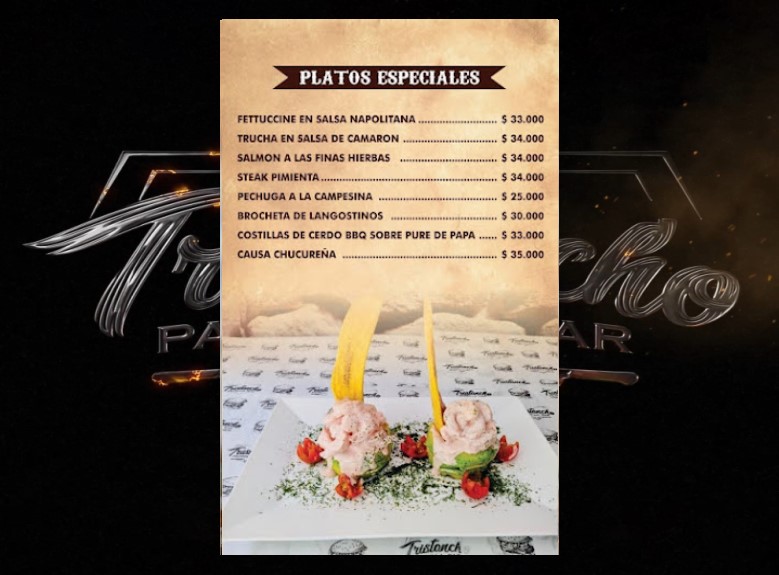 PLATOS ESPECIALES
FETTUCCINE EN SALSA NAPOLITANA ........................ $ 33.000
TRUCHA EN SALSA DE CAMARON ............................. $ 34.000
SALMON A LAS FINAS HIERBAS ............................. $ 34.000
STEAK PIMIENTA ............................. $ 34.000
PECHUGA A LA CAMPESINA ............................. $ 25.000
BROCHETA DE LANGOSTINOS ............................. $ 30.000
COSTILLAS DE CERDO BBQ SOBRE PURE DE PAPA ...... $ 33.000
CAUSA CHUCUREÑA ............................. $ 35.000
Tristanch